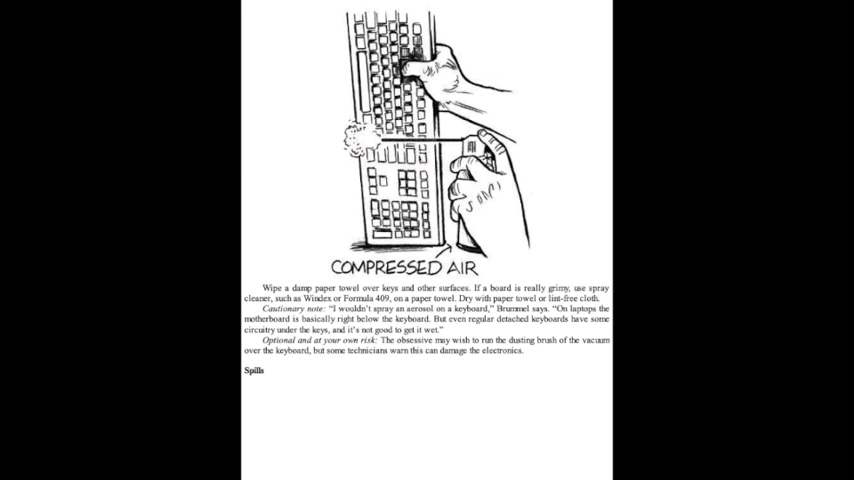 COMPRESSED AIR
Wipe a damp paper towel over keys and other surfaces. If a board is really grimy, use spray
cleaner, such as Windex or Formula 409, on a paper towel. Dry with paper towel or lint-free cloth.
Cautionary note: “I wouldn’t spray an aerosol on a keyboard,” Brummel says. “On laptops the
motherboard is basically right below the keyboard. But even regular detached keyboards have some
circuitry under the keys, and it’s not good to get it wet.”
Optional and at your own risk: The obsessive may wish to run the dusting brush of the vacuum
over the keyboard, but some technicians warn this can damage the electronics.
Spills